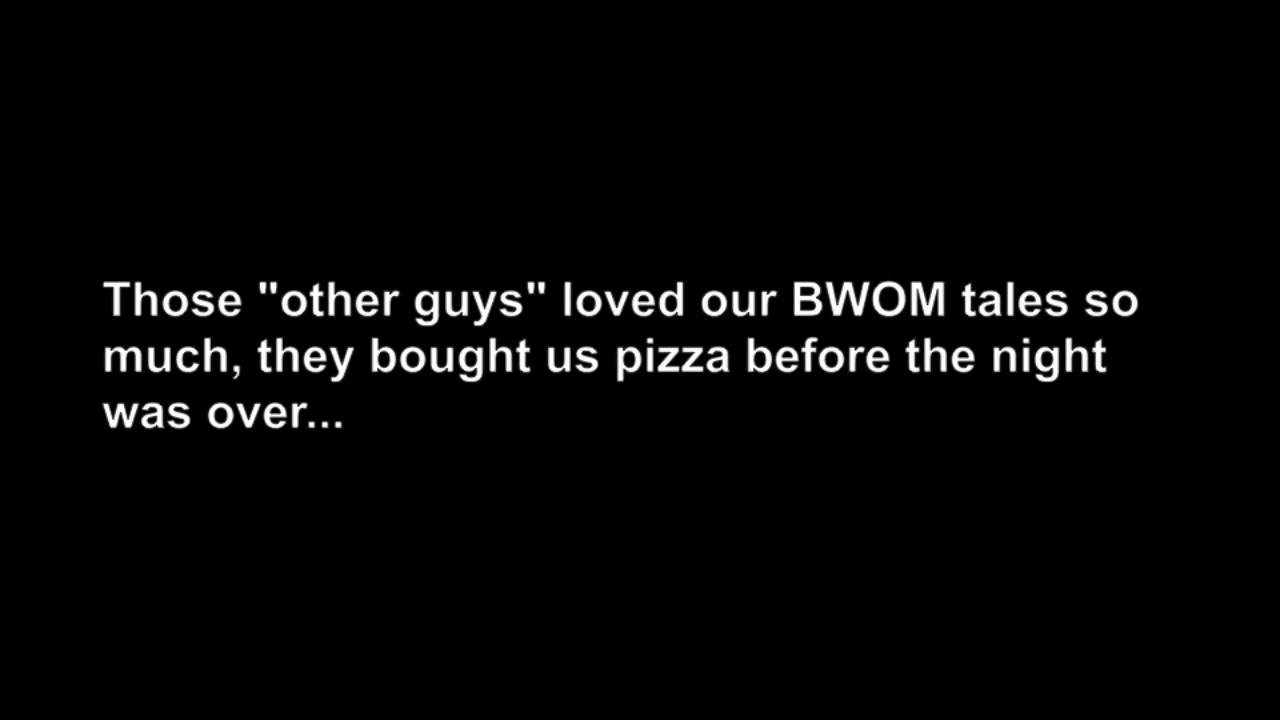 Those "other guys" loved our BWOM tales so
much, they bought us pizza before the night
was over...